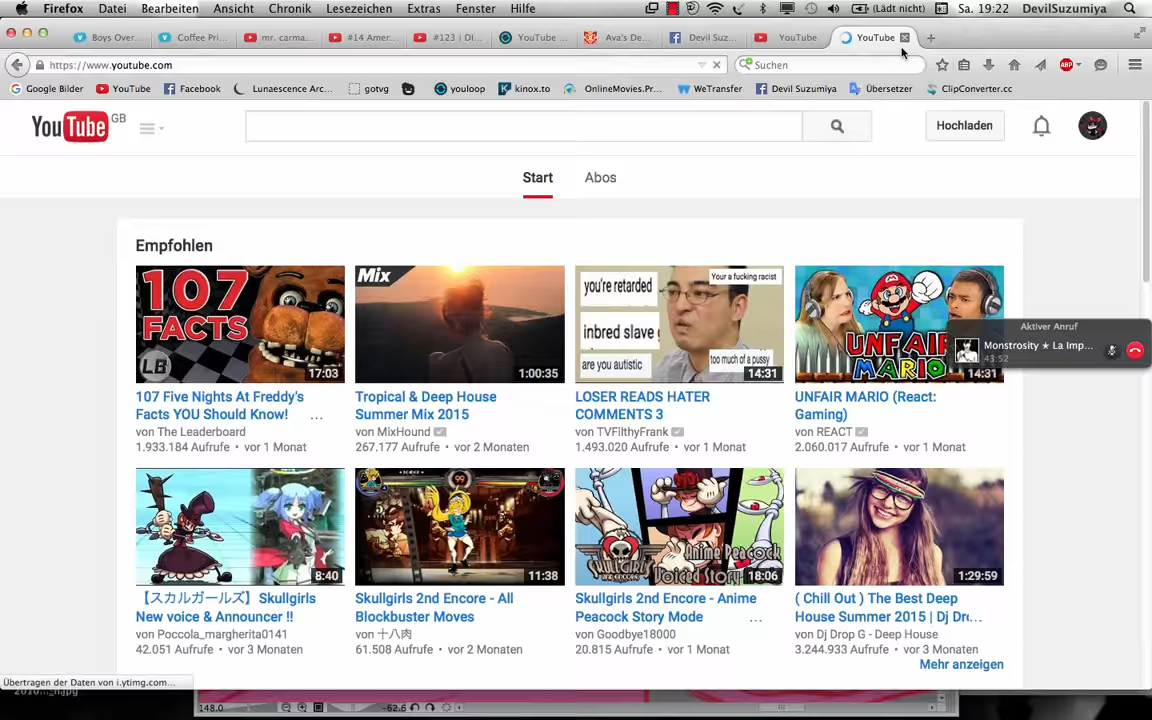 Firefox Datei Bearbeiten Ansicht Chronik Lesezeichen Extras Fenster Hilfe (Lädt nicht) Sa. 19:22 DevilSuzumiya
Boys Over... Coffee Pri... mr. carma... #14 Amer... #123 | DI... YouTube ... Ava's De... Devil Suz... YouTube YouTube
https://www.youtube.com Suchen ABP
Google Bilder YouTube Facebook Lunaescence Arc... gotvg youloop kinox.to OnlineMovies.Pr... WeTransfer Devil Suzumiya Übersetzer ClipConverter.cc
YouTube GB Hochladen
Start Abos
Empfohlen
107 FACTS
LB
17:03
Mix
1:00:35
Your a fucking racist
you're retarded
inbred slave
are you autistic
too much of a pussy
14:31
UNFAIR MARIO
14:31
Aktiver Anruf
Monstrosity ★ La Imp...
43:52
107 Five Nights At Freddy's
Facts YOU Should Know! ...
von The Leaderboard
1.933.184 Aufrufe • vor 1 Monat
Tropical & Deep House
Summer Mix 2015
von MixHound
267.177 Aufrufe • vor 2 Monaten
LOSER READS HATER
COMMENTS 3
von TVFilthyFrank
1.493.020 Aufrufe • vor 1 Monat
UNFAIR MARIO (React:
Gaming)
von REACT
2.060.017 Aufrufe • vor 1 Monat
8:40
11:38
Skullgirls
Anime Peacock
Voiced Story
18:06
1:29:59
【スカルガールズ】Skullgirls
New voice & Announcer !!
von Poccola_margherita0141
42.051 Aufrufe • vor 3 Monaten
Skullgirls 2nd Encore - All
Blockbuster Moves
von 十八肉
61.508 Aufrufe • vor 2 Monaten
Skullgirls 2nd Encore - Anime
Peacock Story Mode ...
von Goodbye18000
20.815 Aufrufe • vor 1 Monat
( Chill Out ) The Best Deep
House Summer 2015 | Dj Dr...
von Dj Drop G - Deep House
3.244.933 Aufrufe • vor 3 Monaten
Mehr anzeigen
Übertragen der Daten von i.ytimg.com...
148.0 -62.6